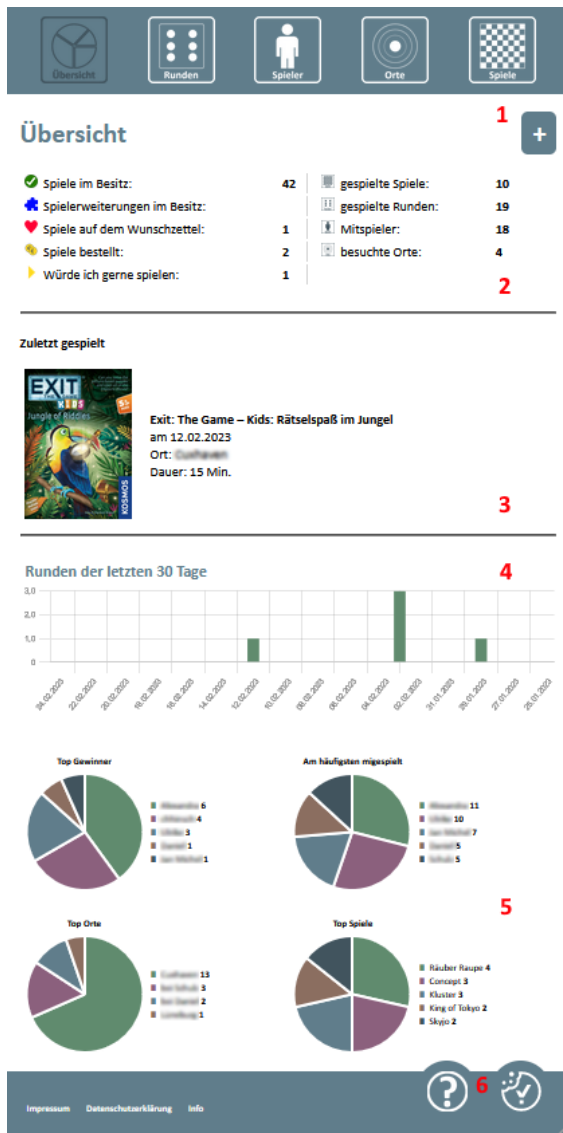 Übersicht
Runden
Spieler
Orte
Spiele
1
Übersicht
+
Spiele im Besitz: 42
gespielte Spiele: 10
Spielerweiterungen im Besitz:
gespielte Runden: 19
Spiele auf dem Wunschzettel: 1
Mitspieler: 18
Spiele bestellt: 2
besuchte Orte: 4
Würde ich gerne spielen: 1
2
Zuletzt gespielt
EXIT
THE GAME
KIDS
Jungle of Riddles
KOSMOS
Exit: The Game – Kids: Rätselspaß im Jungel
am 12.02.2023
Ort:
Dauer: 15 Min.
3
Runden der letzten 30 Tage
4
3,0
2,0
1,0
0
24.02.2023
22.02.2023
20.02.2023
18.02.2023
16.02.2023
14.02.2023
12.02.2023
10.02.2023
08.02.2023
06.02.2023
04.02.2023
02.02.2023
31.01.2023
29.01.2023
27.01.2023
25.01.2023
Top Gewinner
6
4
3
1
1
Am häufigsten migespielt
11
10
7
5
5
5
Top Orte
13
3
2
1
Top Spiele
Räuber Raupe 4
Concept 3
Kluster 3
King of Tokyo 2
Skyjo 2
Impressum
Datenschutzerklärung
Info
?
6